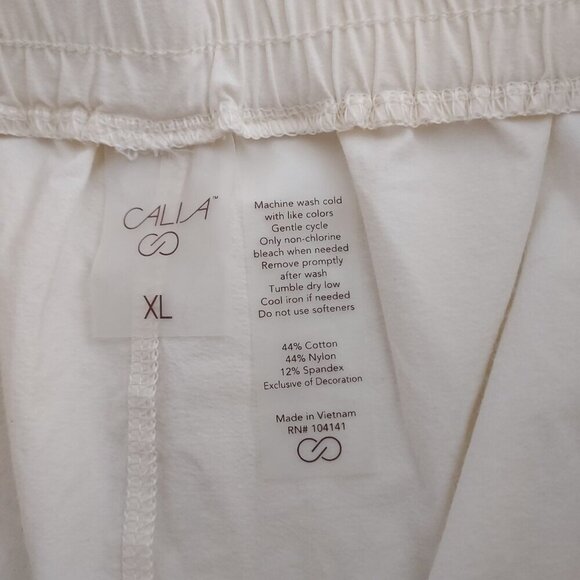 CALIA™
XL
Machine wash cold
with like colors
Gentle cycle
Only non-chlorine
bleach when needed
Remove promptly
after wash
Tumble dry low
Cool iron if needed
Do not use softeners
44% Cotton
44% Nylon
12% Spandex
Exclusive of Decoration
Made in Vietnam
RN# 104141